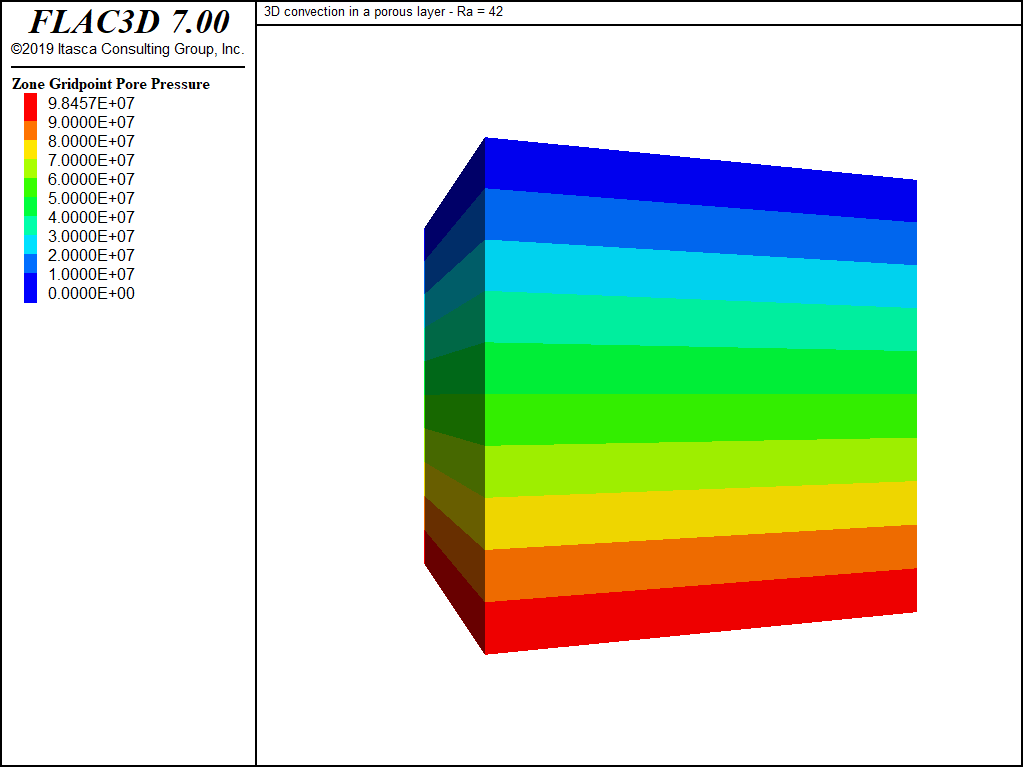 FLAC3D 7.00
©2019 Itasca Consulting Group, Inc.
Zone Gridpoint Pore Pressure
9.8457E+07
9.0000E+07
8.0000E+07
7.0000E+07
6.0000E+07
5.0000E+07
4.0000E+07
3.0000E+07
2.0000E+07
1.0000E+07
0.0000E+00
3D convection in a porous layer - Ra = 42